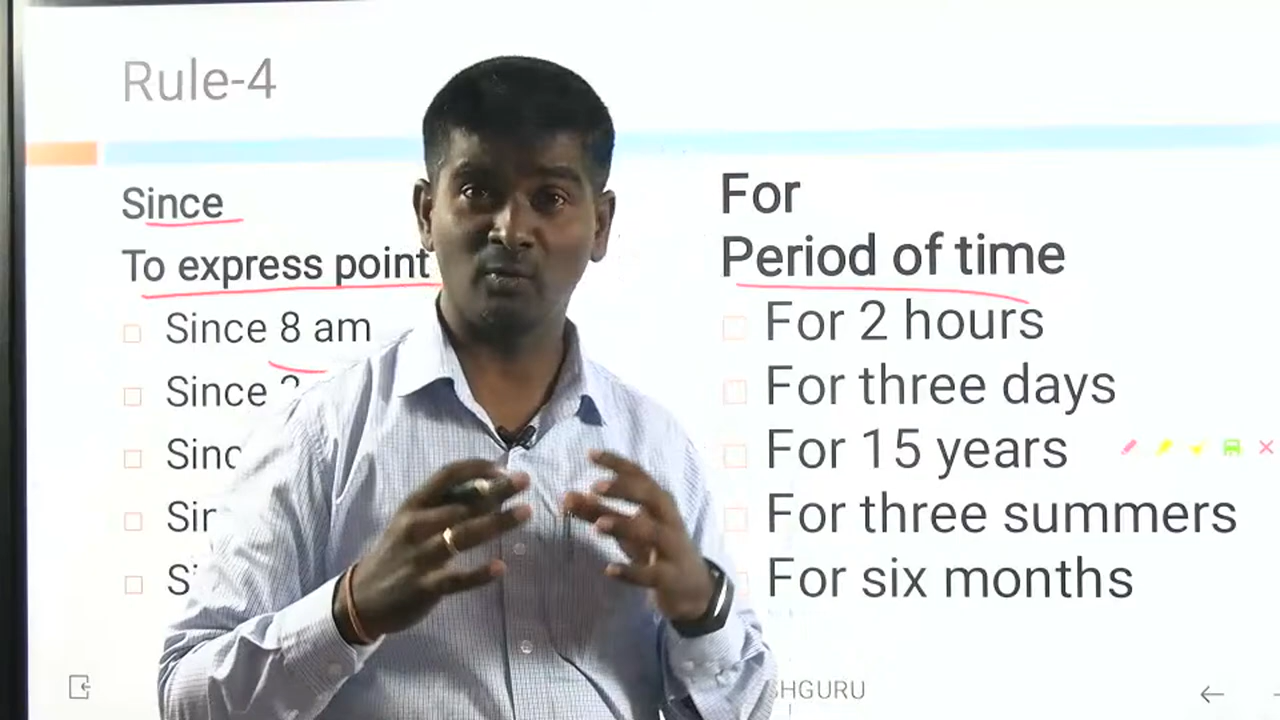 Rule-4
Since
To express point
Since 8 am
Since
For
Period of time
For 2 hours
For three days
For 15 years
For three summers
For six months